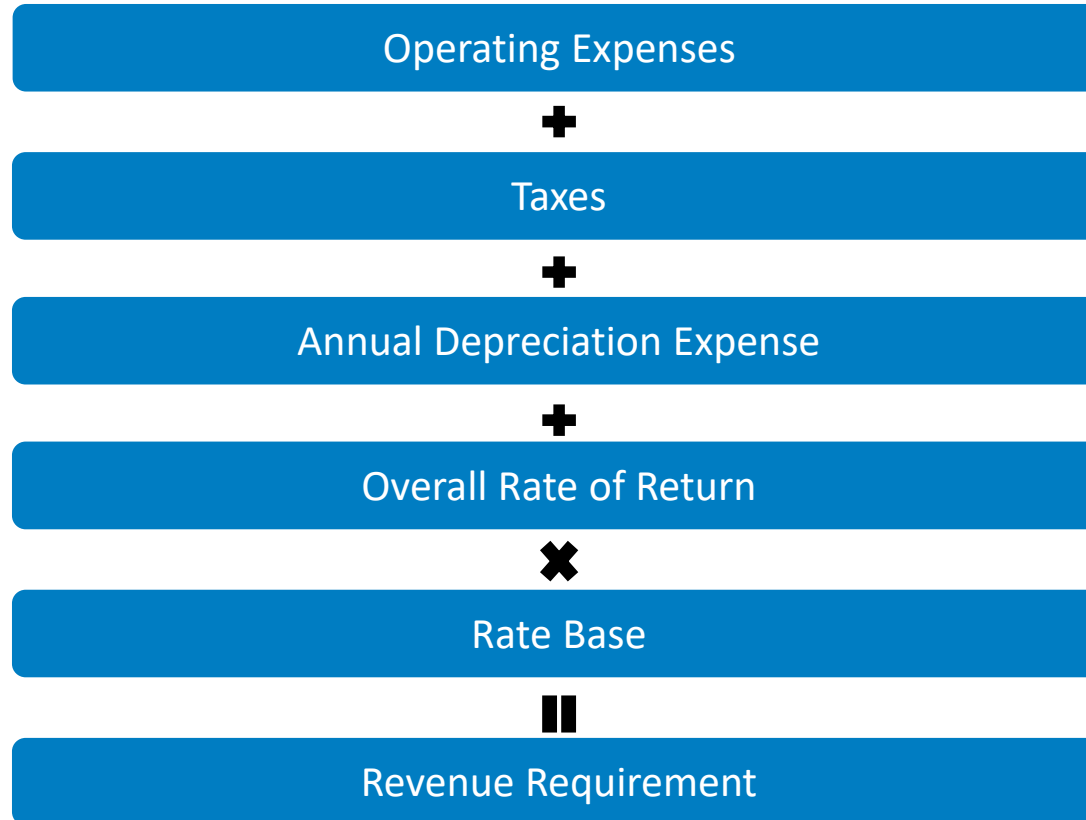 Operating Expenses
+
Taxes
+
Annual Depreciation Expense
+
Overall Rate of Return
×
Rate Base
=
Revenue Requirement